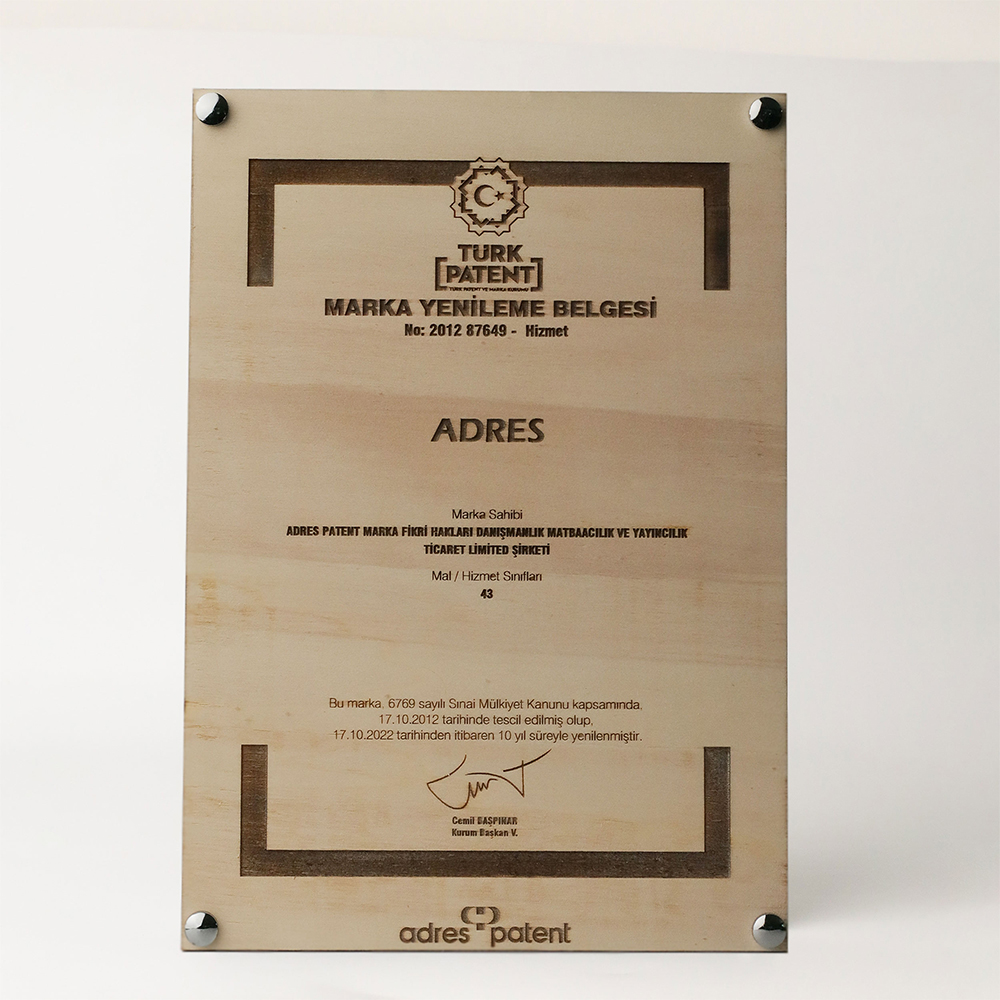 TÜRK
PATENT
TÜRK PATENT VE MARKA KURUMU
MARKA YENİLEME BELGESİ
No: 2012 87649 - Hizmet
ADRES
Marka Sahibi
ADRES PATENT MARKA FİKRİ HAKLARI DANIŞMANLIK MATBAACILIK VE YAYINCILIK
TİCARET LİMİTED ŞİRKETİ
Mal / Hizmet Sınıfları
43
Bu marka, 6769 sayılı Sınai Mülkiyet Kanunu kapsamında,
17.10.2012 tarihinde tescil edilmiş olup,
17.10.2022 tarihinden itibaren 10 yıl süreyle yenilenmiştir.
Cemil BAŞPINAR
Kurum Başkan V.
adres patent